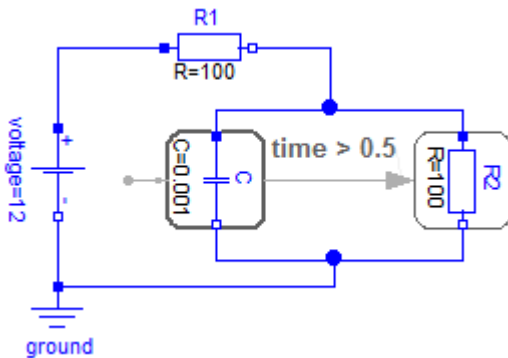 R1
R=100
voltage=12
+
-
C=0.001
C
time > 0.5
R=100
R2
ground